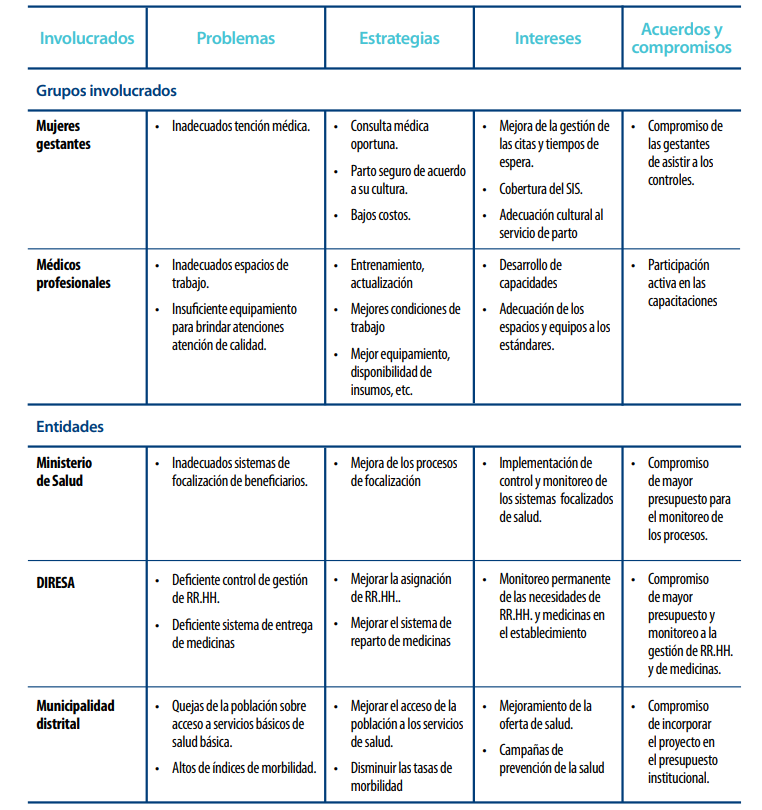 Involucrados
Problemas
Estrategias
Intereses
Acuerdos y
compromisos
Grupos involucrados
Mujeres
gestantes
• Inadecuados tención médica.
• Consulta médica
oportuna.
• Parto seguro de acuerdo
a su cultura.
• Bajos costos.
• Mejora de la gestión de
las citas y tiempos de
espera.
• Cobertura del SIS.
• Adecuación cultural al
servicio de parto
• Compromiso de
las gestantes
de asistir a los
controles.
Médicos
profesionales
• Inadecuados espacios de
trabajo.
• Insuficiente equipamiento
para brindar atenciones
atención de calidad.
• Entrenamiento,
actualización
• Mejores condiciones de
trabajo
• Mejor equipamiento,
disponibilidad de
insumos, etc.
• Desarrollo de
capacidades
• Adecuación de los
espacios y equipos a los
estándares.
• Participación
activa en las
capacitaciones
Entidades
Ministerio
de Salud
• Inadecuados sistemas de
focalización de beneficiarios.
• Mejora de los procesos
de focalización
• Implementación de
control y monitoreo de
los sistemas focalizados
de salud.
• Compromiso
de mayor
presupuesto para
el monitoreo de
los procesos.
DIRESA
• Deficiente control de gestión
de RR.HH.
• Deficiente sistema de entrega
de medicinas
• Mejorar la asignación
de RR.HH..
• Mejorar el sistema de
reparto de medicinas
• Monitoreo permanente
de las necesidades de
RR.HH. y medicinas en
el establecimiento
• Compromiso
de mayor
presupuesto y
monitoreo a la
gestión de RR.HH.
y de medicinas.
Municipalidad
distrital
• Quejas de la población sobre
acceso a servicios básicos de
salud básica.
• Altos de índices de morbilidad.
• Mejorar el acceso de la
población a los servicios
de salud.
• Disminuir las tasas de
morbilidad
• Mejoramiento de la
oferta de salud.
• Campañas de
prevención de la salud
• Compromiso
de incorporar
el proyecto en
el presupuesto
institucional.